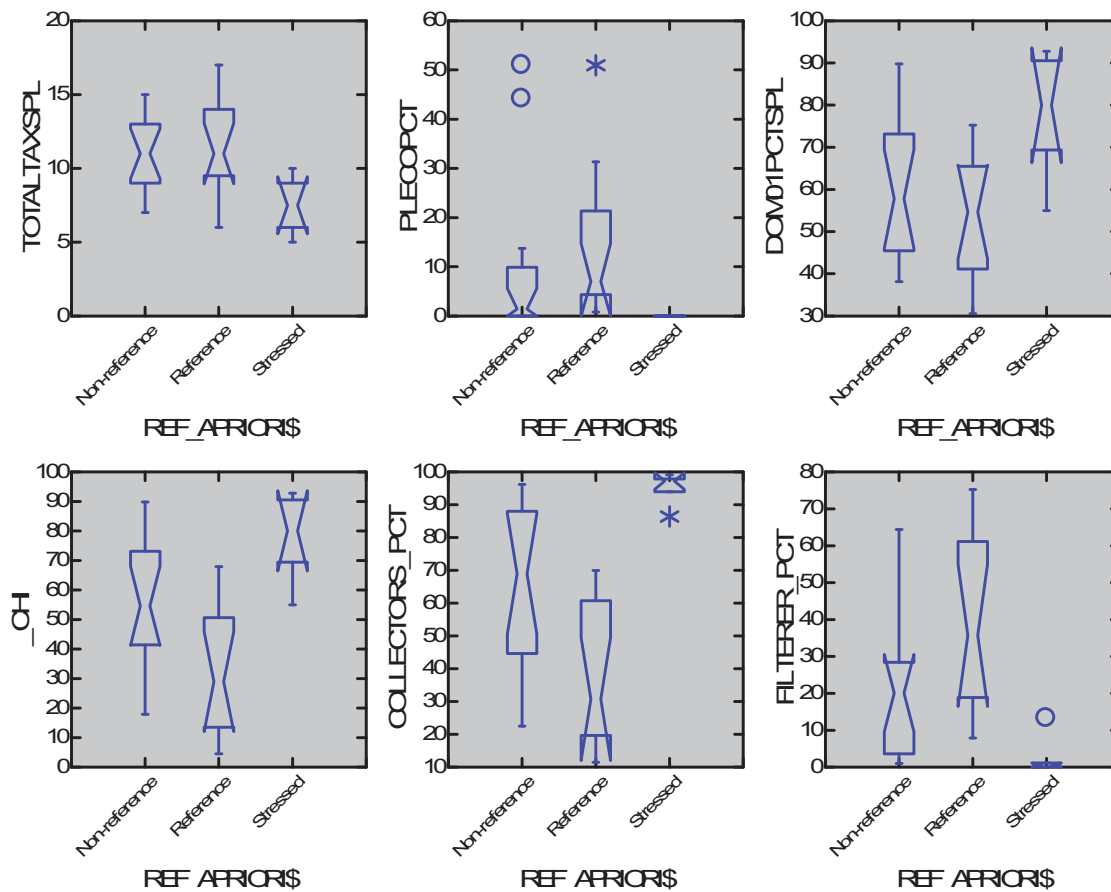 TOTALTAXSPL
20
15
10
5
0
Non-reference
Reference
Stressed
REF_APRIORI$
PLECOPCT
60
50
40
30
20
10
0
Non-reference
Reference
Stressed
REF_APRIORI$
DOM01PCTSPL
100
90
80
70
60
50
40
30
Non-reference
Reference
Stressed
REF_APRIORI$
_CHI
100
90
80
70
60
50
40
30
20
10
0
Non-reference
Reference
Stressed
REF_APRIORI$
COLLECTORS_PCT
100
90
80
70
60
50
40
30
20
10
Non-reference
Reference
Stressed
REF_APRIORI$
FILTERER_PCT
80
70
60
50
40
30
20
10
0
Non-reference
Reference
Stressed
REF_APRIORI$